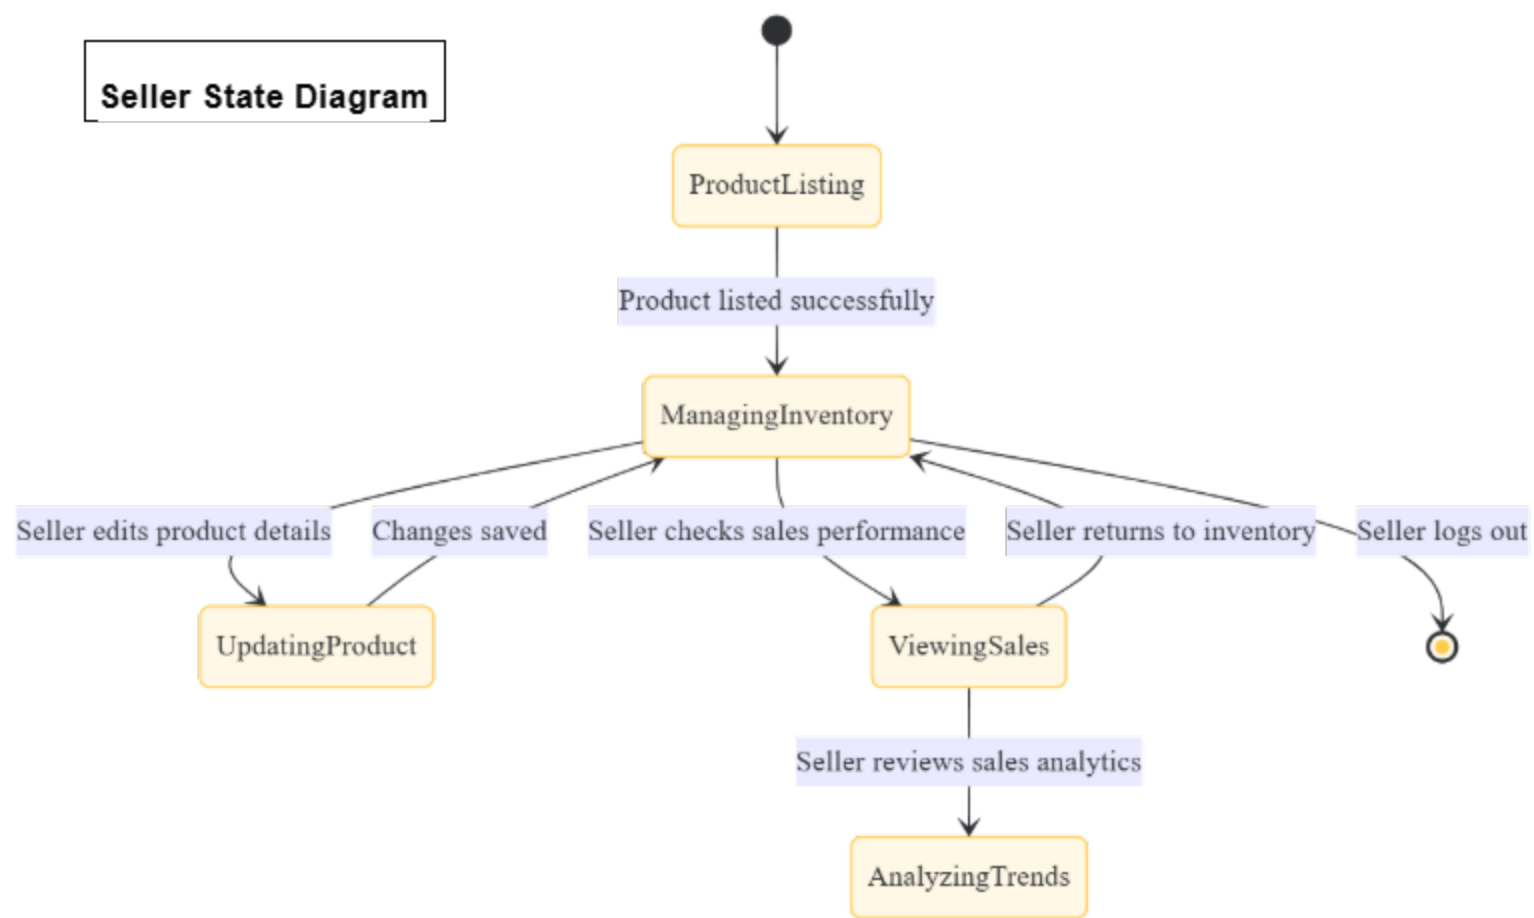 Seller State Diagram
ProductListing
Product listed successfully
ManagingInventory
Seller edits product details
Changes saved
Seller checks sales performance
Seller returns to inventory
Seller logs out
UpdatingProduct
ViewingSales
Seller reviews sales analytics
AnalyzingTrends